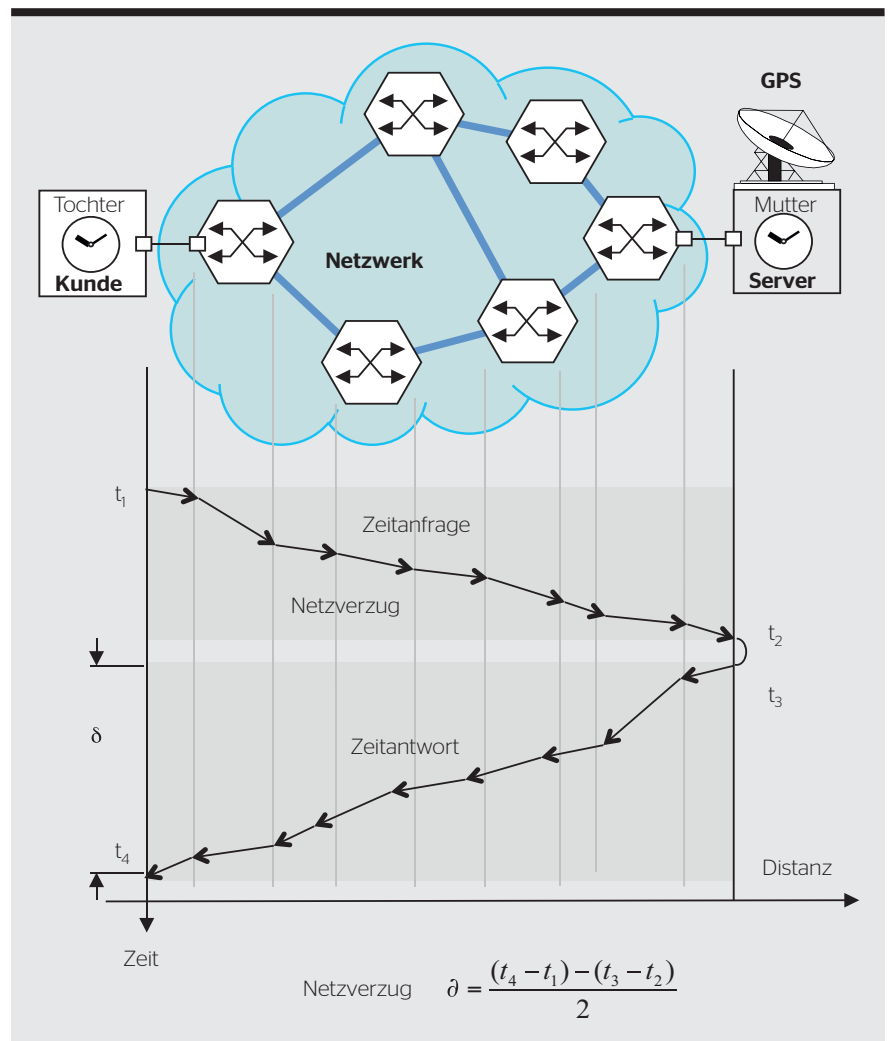 GPS
Tochter
Kunde
Netzwerk
Mutter
Server
t₁
Zeitanfrage
Netzverzug
t₂
t₃
δ
Zeitantwort
t₄
Distanz
Zeit
Netzverzug ∂ = \frac{(t₄ − t₁) − (t₃ − t₂)}{2}